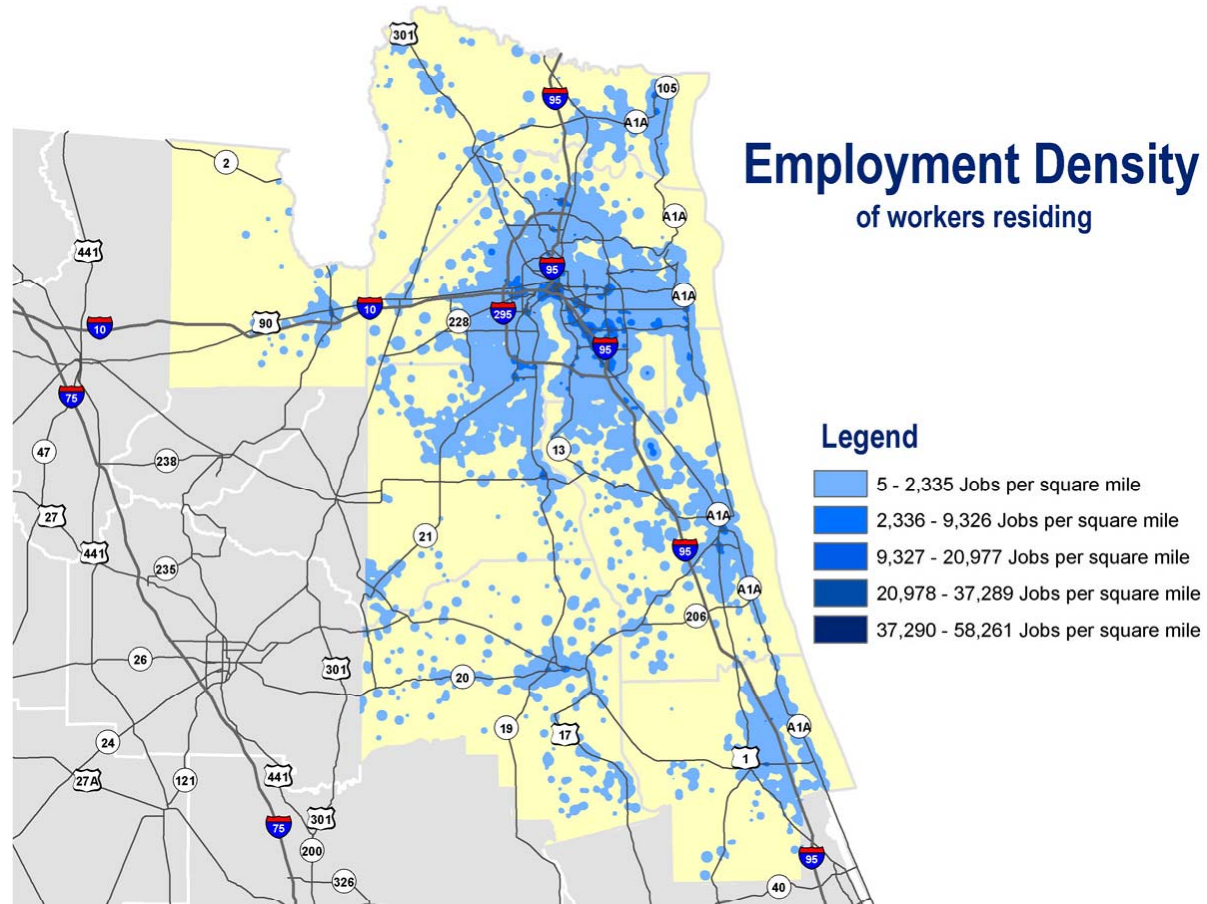 301
95
105
A1A
2
Employment Density
of workers residing
A1A
441
95
A1A
10
295
90
228
10
95
75
Legend
13
47
238
5 - 2,335 Jobs per square mile
A1A
27
2,336 - 9,326 Jobs per square mile
21
95
441
9,327 - 20,977 Jobs per square mile
235
A1A
20,978 - 37,289 Jobs per square mile
206
37,290 - 58,261 Jobs per square mile
26
301
20
19
17
A1A
24
1
27A
121
441
301
75
200
95
326
40